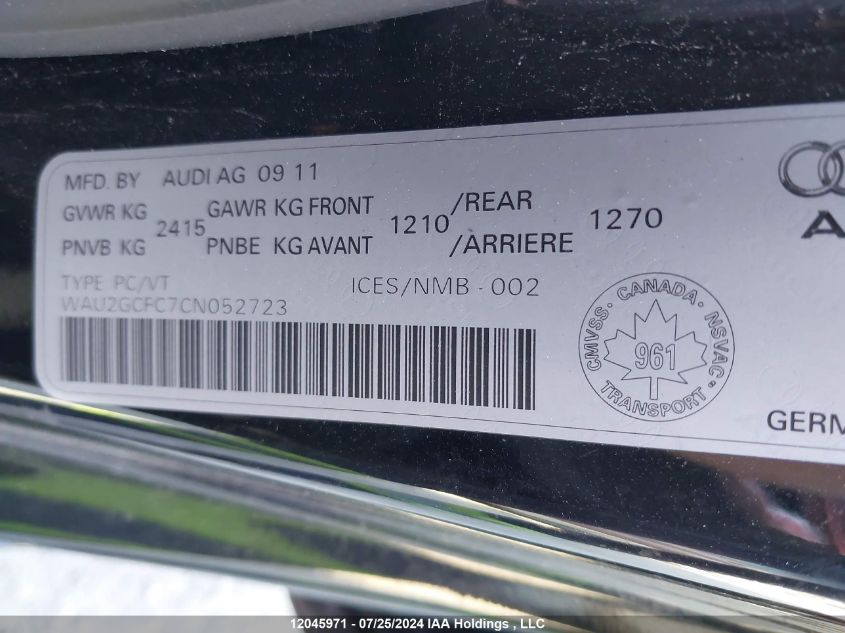 MFD. BY AUDI AG 09 11
GVWR KG 2415 GAWR KG FRONT 1210 /REAR 1270
PNVB KG PNBE KG AVANT /ARRIERE
TYPE PC/VT ICES/NMB - 002
WAU2GCFC7CN052723
CMVSS. CANADA. NSVAC.
961
TRANSPORT
A
GERM
12045971 - 07/25/2024 IAA Holdings , LLC